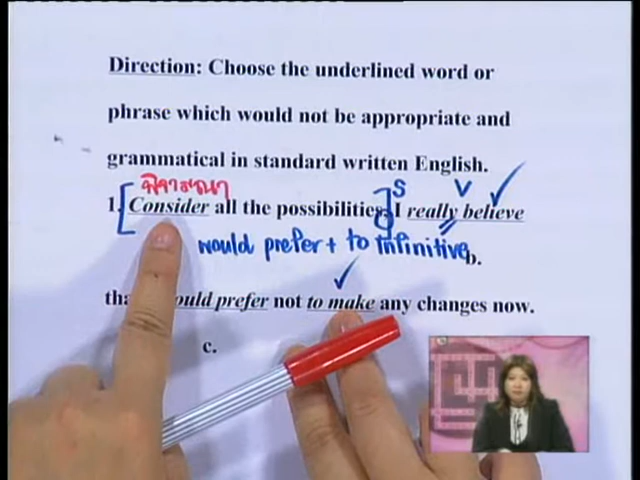 Direction: Choose the underlined word or
phrase which would not be appropriate and
grammatical in standard written English.
พิจารณา S V
1. Consider all the possibilities, I really believe
would prefer + to infinitive b.
ould prefer not to make any changes now.
c.